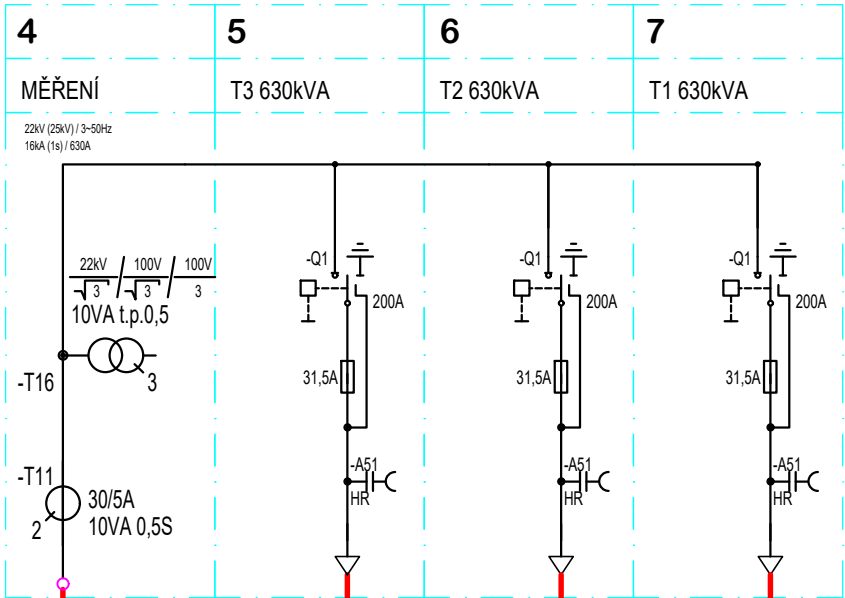 4 5 6 7
MĚŘENÍ T3 630kVA T2 630kVA T1 630kVA
22kV (25kV) / 3~50Hz
16kA (1s) / 630A
-Q1 -Q1 -Q1
22kV / 100V / 100V
√3 √3 3
200A 200A 200A
10VA t.p.0,5
-T16 3 31,5A 31,5A 31,5A
-T11 -A51 -A51 -A51
30/5A HR HR HR
2 10VA 0,5S